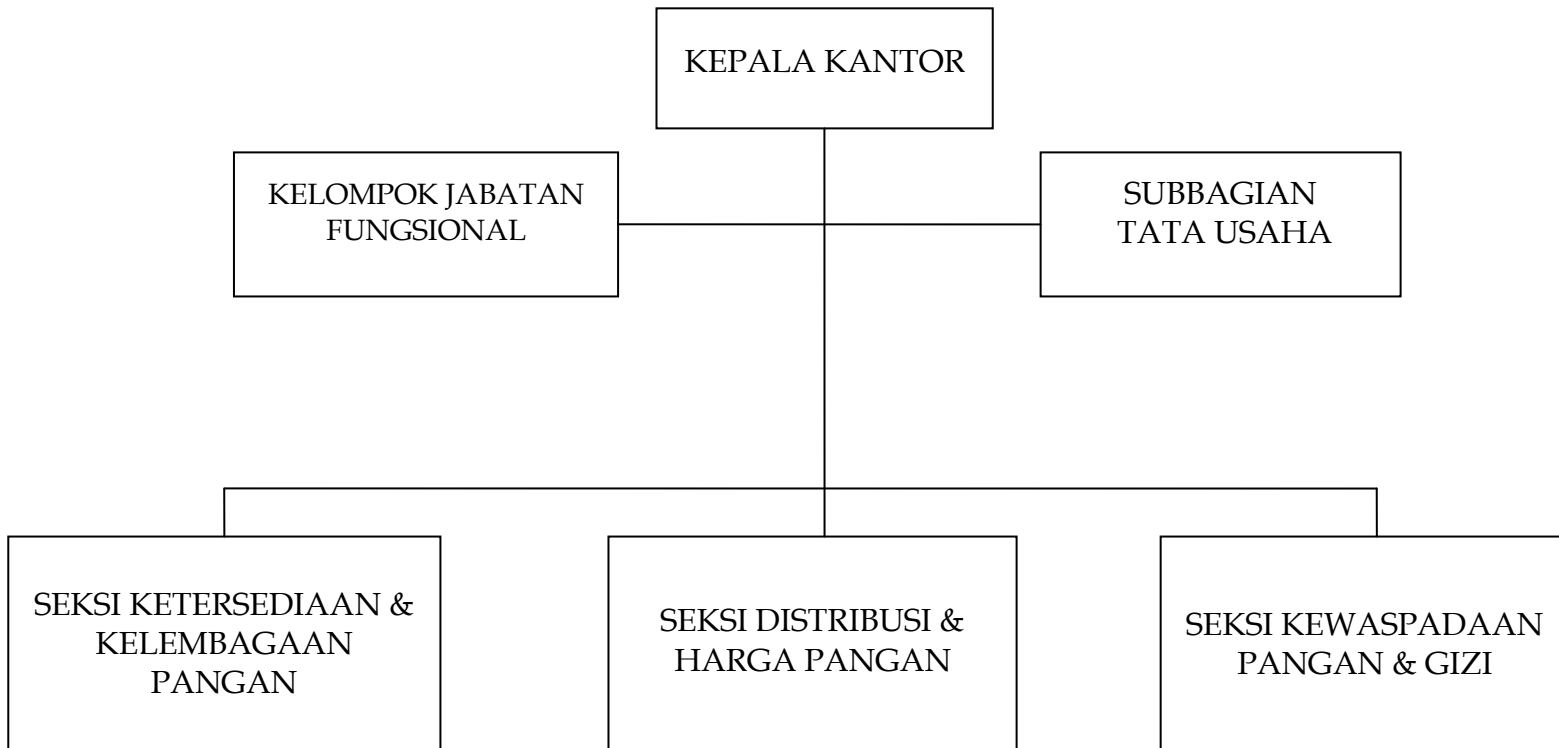 KEPALA KANTOR
KELOMPOK JABATAN
FUNGSIONAL
SUBBAGIAN
TATA USAHA
SEKSI KETERSEDIAAN &
KELEMBAGAAN
PANGAN
SEKSI DISTRIBUSI &
HARGA PANGAN
SEKSI KEWASPADAAN
PANGAN & GIZI